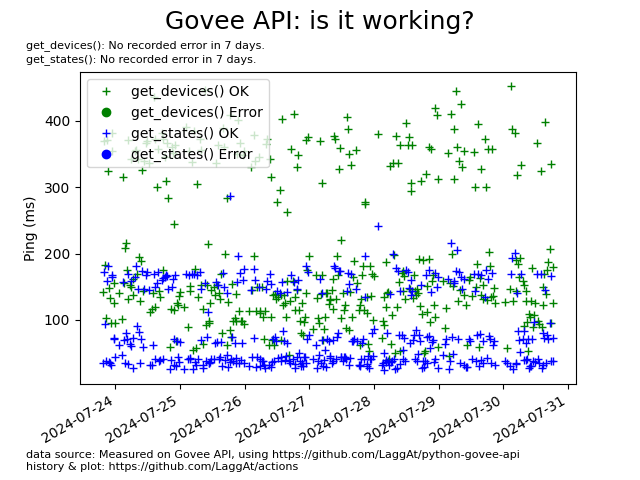 Govee API: is it working?
get_devices(): No recorded error in 7 days.
get_states(): No recorded error in 7 days.
get_devices() OK
get_devices() Error
get_states() OK
get_states() Error
Ping (ms)
400
300
200
100
2024-07-24
2024-07-25
2024-07-26
2024-07-27
2024-07-28
2024-07-29
2024-07-30
2024-07-31
data source: Measured on Govee API, using https://github.com/LaggAt/python-govee-api
history & plot: https://github.com/LaggAt/actions